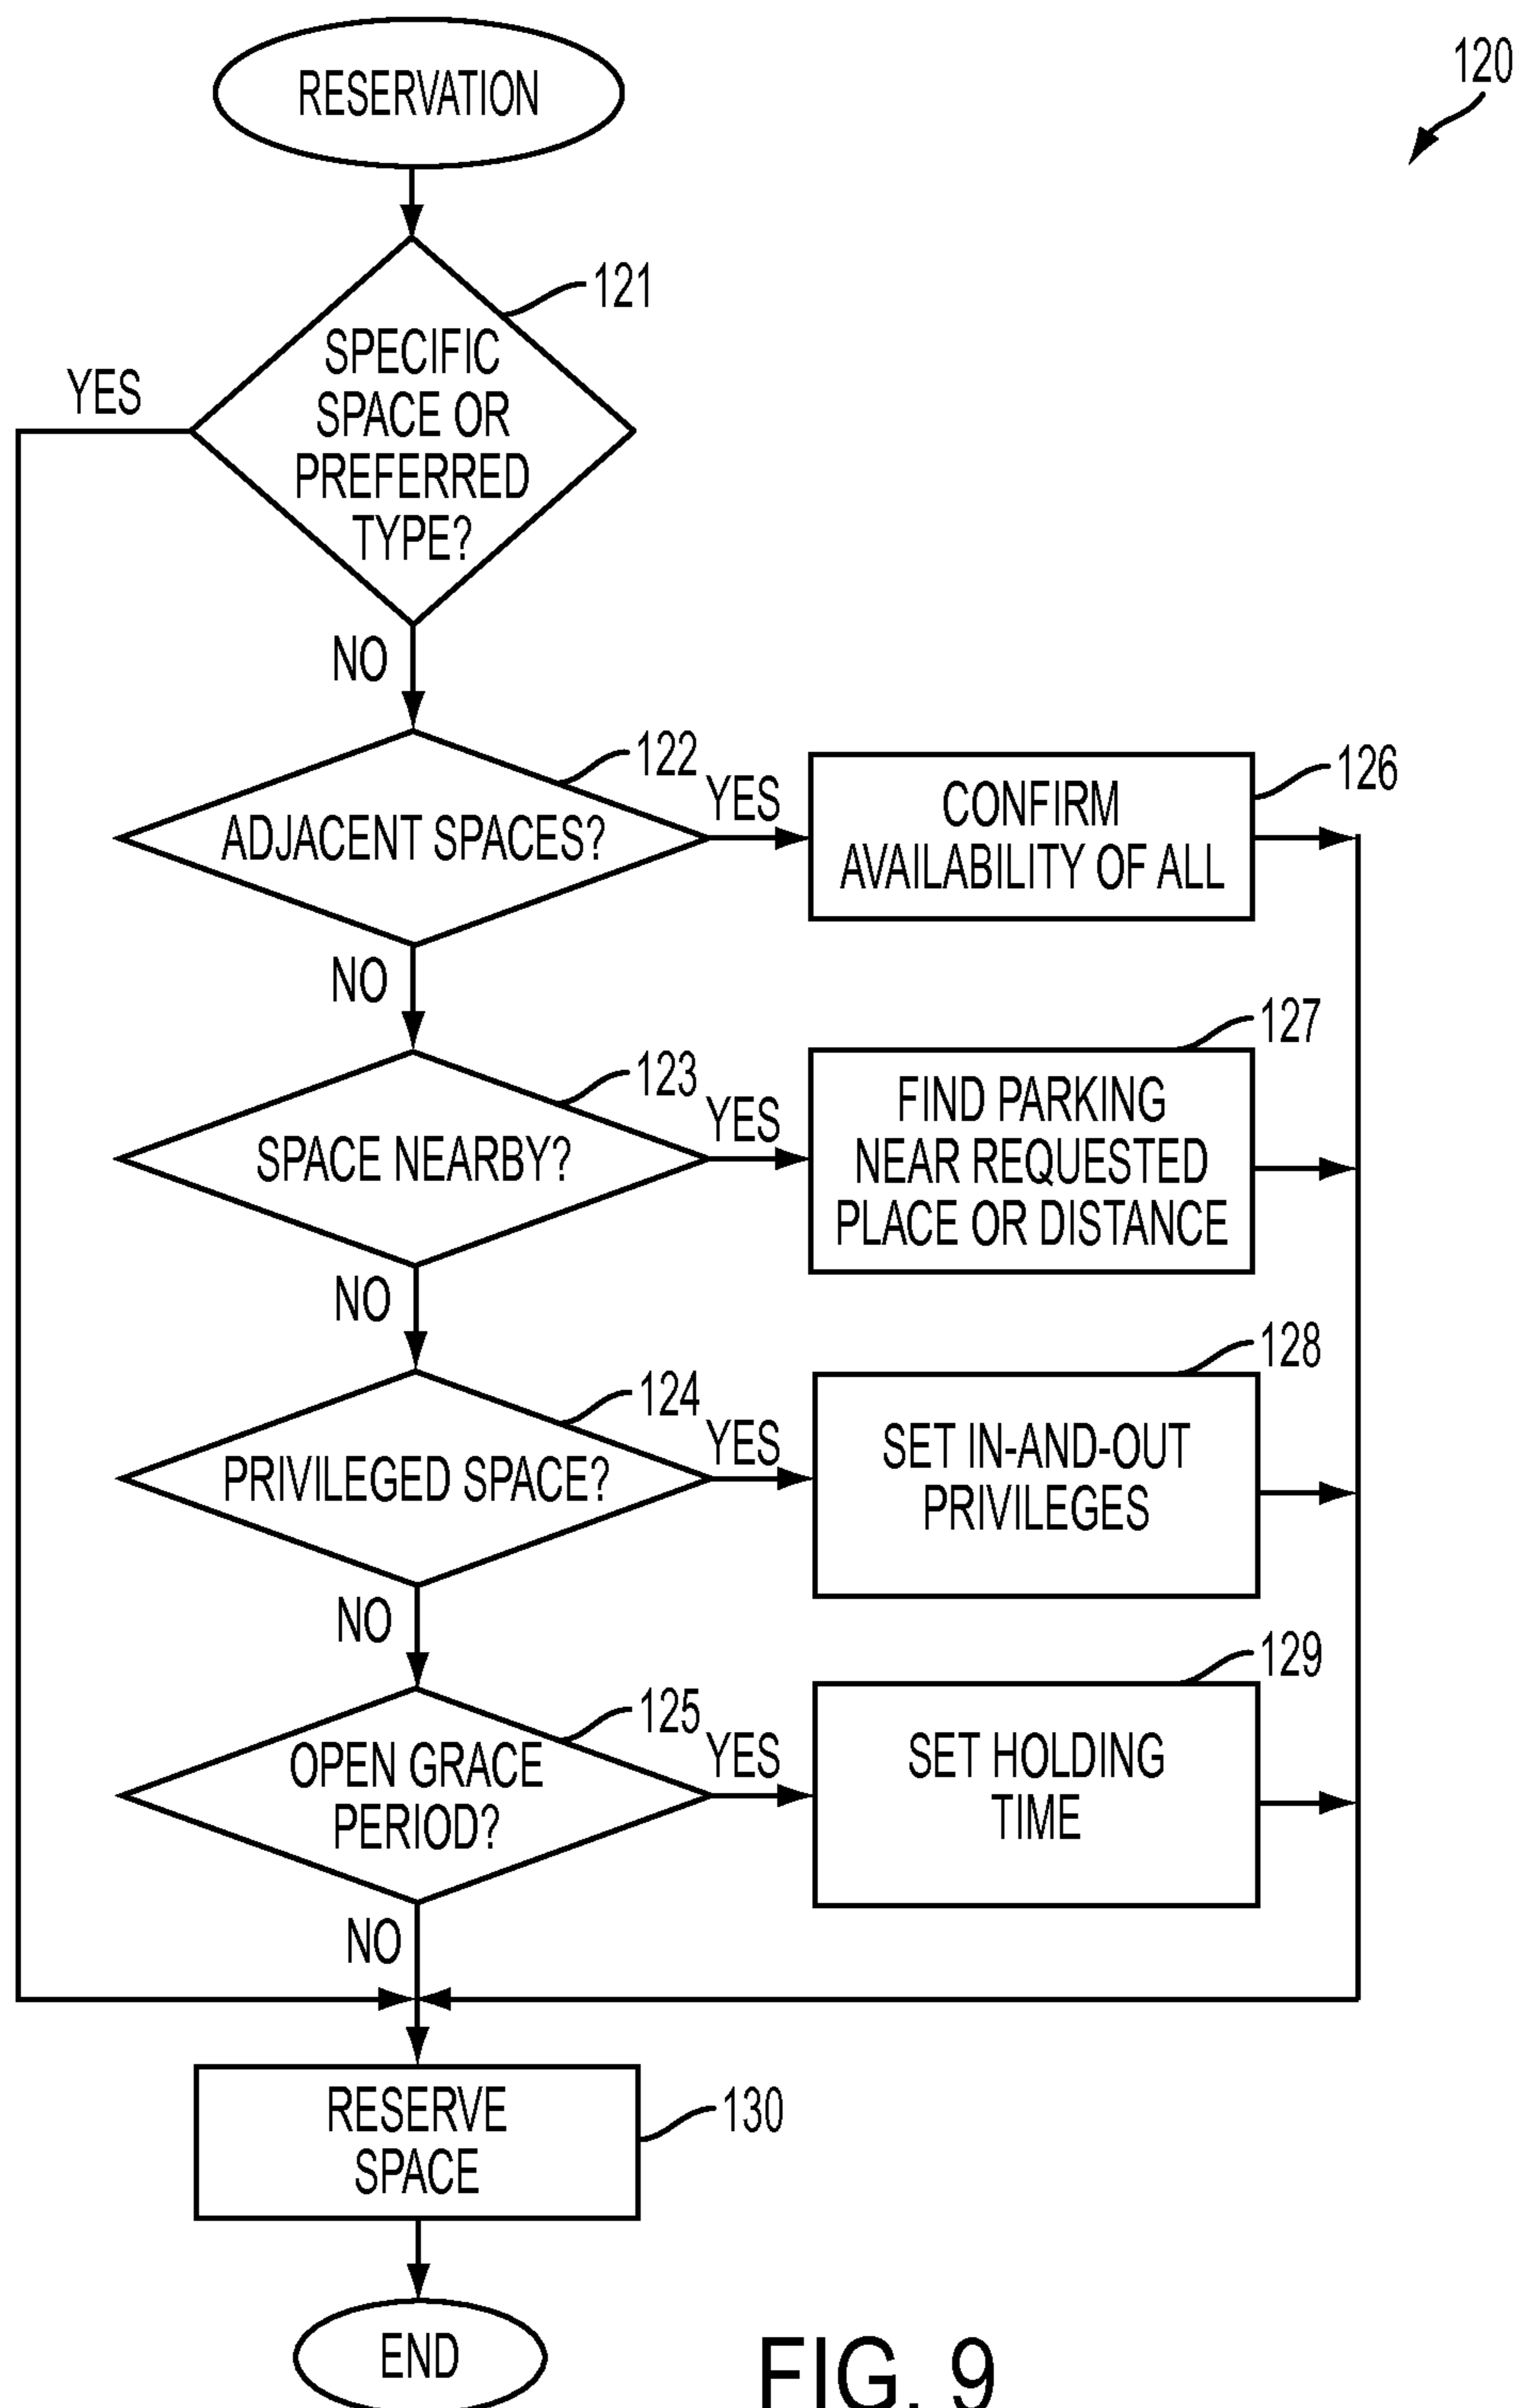 RESERVATION
120
121
SPECIFIC
SPACE OR
PREFERRED
TYPE?
YES
NO
122
ADJACENT SPACES?
YES
CONFIRM
AVAILABILITY OF ALL
126
NO
123
SPACE NEARBY?
YES
FIND PARKING
NEAR REQUESTED
PLACE OR DISTANCE
127
NO
124
PRIVILEGED SPACE?
YES
SET IN-AND-OUT
PRIVILEGES
128
NO
125
OPEN GRACE
PERIOD?
YES
SET HOLDING
TIME
129
NO
RESERVE
SPACE
130
END
FIG. 9